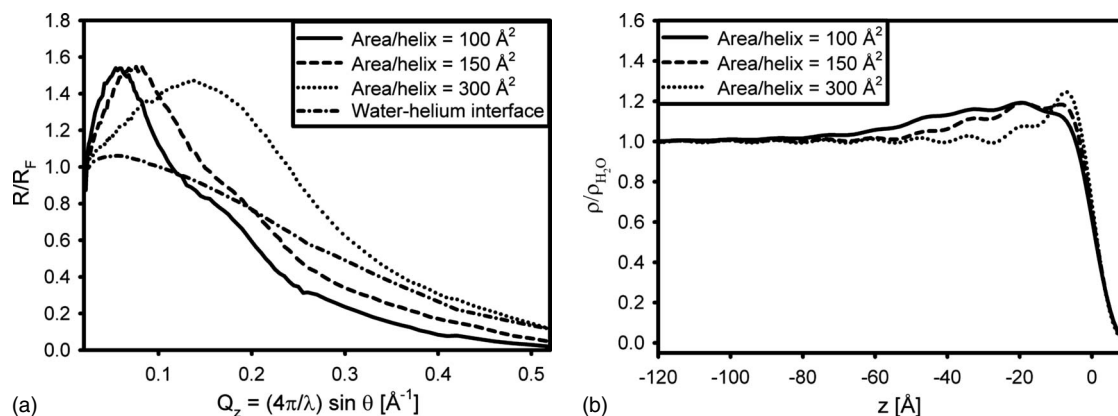 1.8
1.6
1.4
1.2
1.0
0.8
0.6
0.4
0.2
0.0
R/R_F
Area/helix = 100 Å²
Area/helix = 150 Å²
Area/helix = 300 Å²
Water-helium interface
0.1 0.2 0.3 0.4 0.5
(a) Q_z = (4π/λ) sin θ [Å⁻¹]
1.6
1.4
1.2
1.0
0.8
0.6
0.4
0.2
0.0
ρ/ρ_H₂O
Area/helix = 100 Å²
Area/helix = 150 Å²
Area/helix = 300 Å²
-120 -100 -80 -60 -40 -20 0
(b) z [Å]